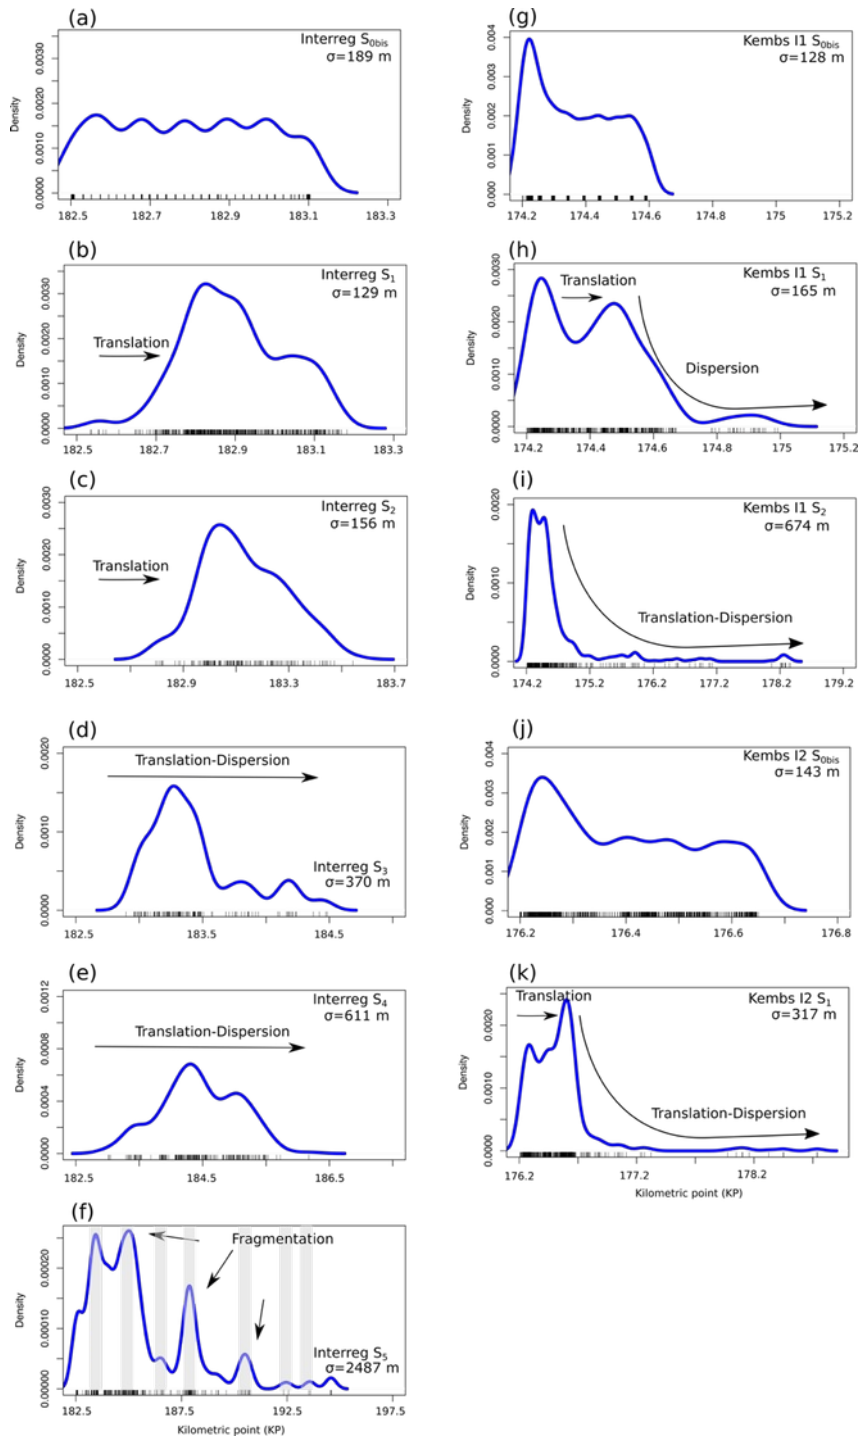 (a)
Interreg S0bis
σ=189 m
Density
0.0000 0.0010 0.0020 0.0030
182.5 182.7 182.9 183.1 183.3
(b)
Interreg S1
σ=129 m
Translation
Density
0.0000 0.0010 0.0020 0.0030
182.5 182.7 182.9 183.1 183.3
(c)
Interreg S2
σ=156 m
Translation
Density
0.0000 0.0010 0.0020 0.0030
182.5 182.9 183.3 183.7
(d)
Translation-Dispersion
Interreg S3
σ=370 m
Density
0.0000 0.0010 0.0020
182.5 183.5 184.5
(e)
Interreg S4
σ=611 m
Translation-Dispersion
Density
0.0000 0.0004 0.0008 0.0012
182.5 184.5 186.5
(f)
Fragmentation
Interreg S5
σ=2487 m
Density
0.00000 0.00010 0.00020
182.5 187.5 192.5 197.5
Kilometric point (KP)
(g)
Kembs I1 S0bis
σ=128 m
Density
0.000 0.001 0.002 0.003 0.004
174.2 174.4 174.6 174.8 175 175.2
(h)
Kembs I1 S1
σ=165 m
Translation
Dispersion
Density
0.0000 0.0010 0.0020 0.0030
174.2 174.4 174.6 174.8 175 175.2
(i)
Kembs I1 S2
σ=674 m
Translation-Dispersion
Density
0.0000 0.0010 0.0020
174.2 175.2 176.2 177.2 178.2 179.2
(j)
Kembs I2 S0bis
σ=143 m
Density
0.000 0.001 0.002 0.003 0.004
176.2 176.4 176.6 176.8
(k)
Kembs I2 S1
σ=317 m
Translation
Translation-Dispersion
Density
0.0000 0.0010 0.0020
176.2 177.2 178.2
Kilometric point (KP)